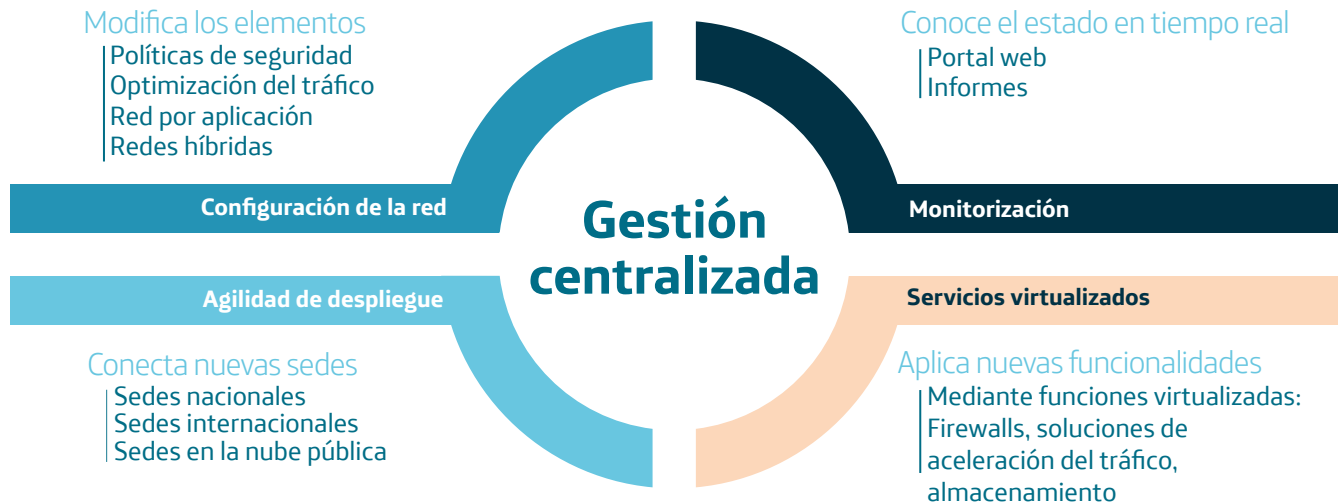 Modifica los elementos
Políticas de seguridad
Optimización del tráfico
Red por aplicación
Redes híbridas
Configuración de la red
Conoce el estado en tiempo real
Portal web
Informes
Monitorización
Gestión
centralizada
Agilidad de despliegue
Conecta nuevas sedes
Sedes nacionales
Sedes internacionales
Sedes en la nube pública
Servicios virtualizados
Aplica nuevas funcionalidades
Mediante funciones virtualizadas:
Firewalls, soluciones de
aceleración del tráfico,
almacenamiento